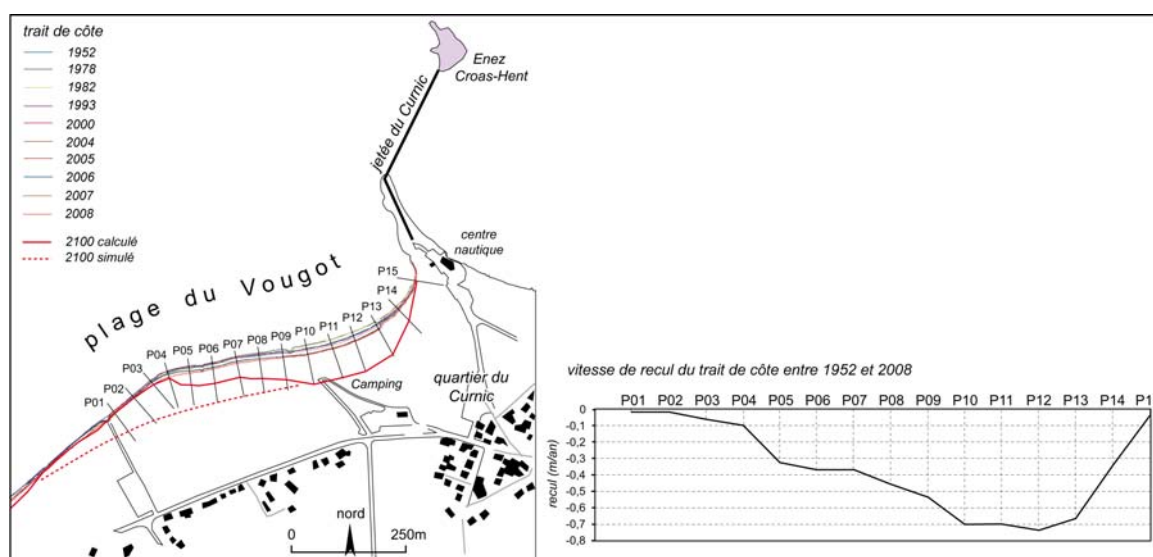 trait de côte
1952
1978
1982
1993
2000
2004
2005
2006
2007
2008
2100 calculé
2100 simulé
Enez
Croas-Hent
jetée du Curnic
centre
nautique
plage du Vougot
P15
P14
P13
P12
P11
P10
P09
P08
P07
P06
P05
P04
P03
P02
P01
Camping
quartier du
Curnic
nord
0 250m
vitesse de recul du trait de côte entre 1952 et 2008
P01 P02 P03 P04 P05 P06 P07 P08 P09 P10 P11 P12 P13 P14 P1
recul (m/an)
0
-0,1
-0,2
-0,3
-0,4
-0,5
-0,6
-0,7
-0,8